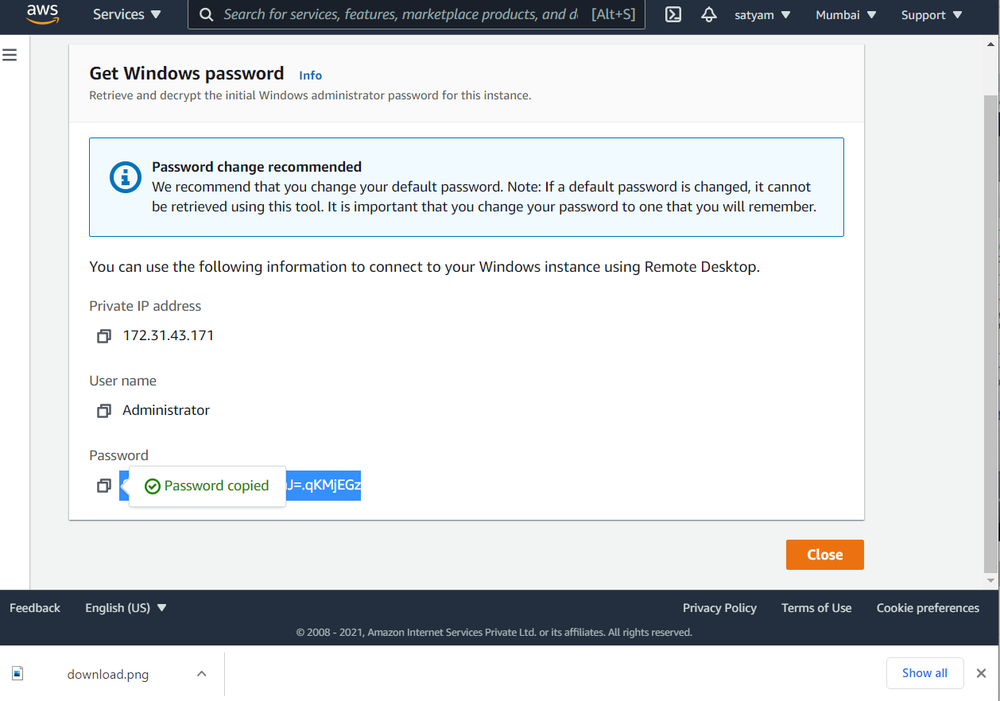 aws
Services ▼
Search for services, features, marketplace products, and d [Alt+S]
satyam ▼
Mumbai ▼
Support ▼
Get Windows password Info
Retrieve and decrypt the initial Windows administrator password for this instance.
Password change recommended
We recommend that you change your default password. Note: If a default password is changed, it cannot
be retrieved using this tool. It is important that you change your password to one that you will remember.
You can use the following information to connect to your Windows instance using Remote Desktop.
Private IP address
172.31.43.171
User name
Administrator
Password
Password copied J=.qKMjEGz
Close
Feedback English (US) ▼ Privacy Policy Terms of Use Cookie preferences
© 2008 - 2021, Amazon Internet Services Private Ltd. or its affiliates. All rights reserved.
download.png
Show all